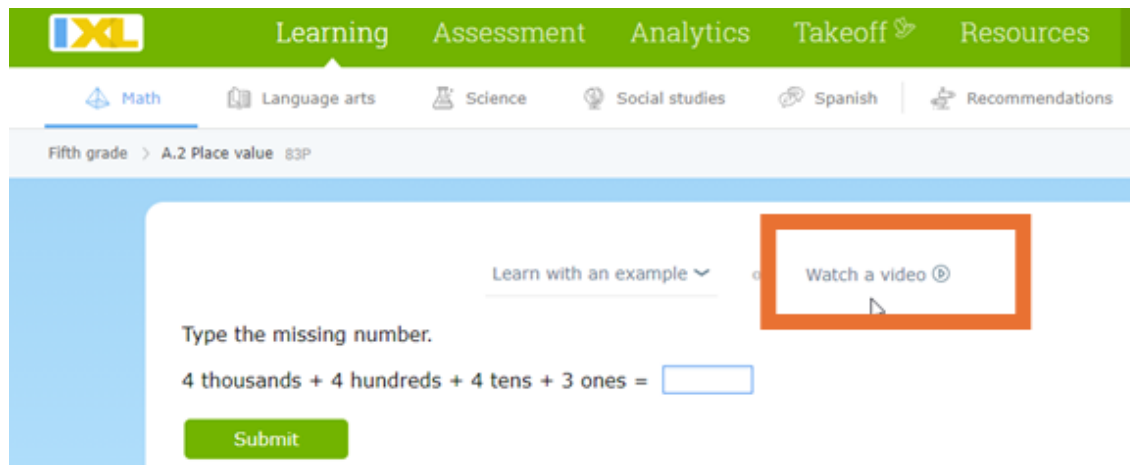 IXL Learning Assessment Analytics Takeoff Resources
Math Language arts Science Social studies Spanish Recommendations
Fifth grade > A.2 Place value 83P
Learn with an example Watch a video
Type the missing number.
4 thousands + 4 hundreds + 4 tens + 3 ones =
Submit